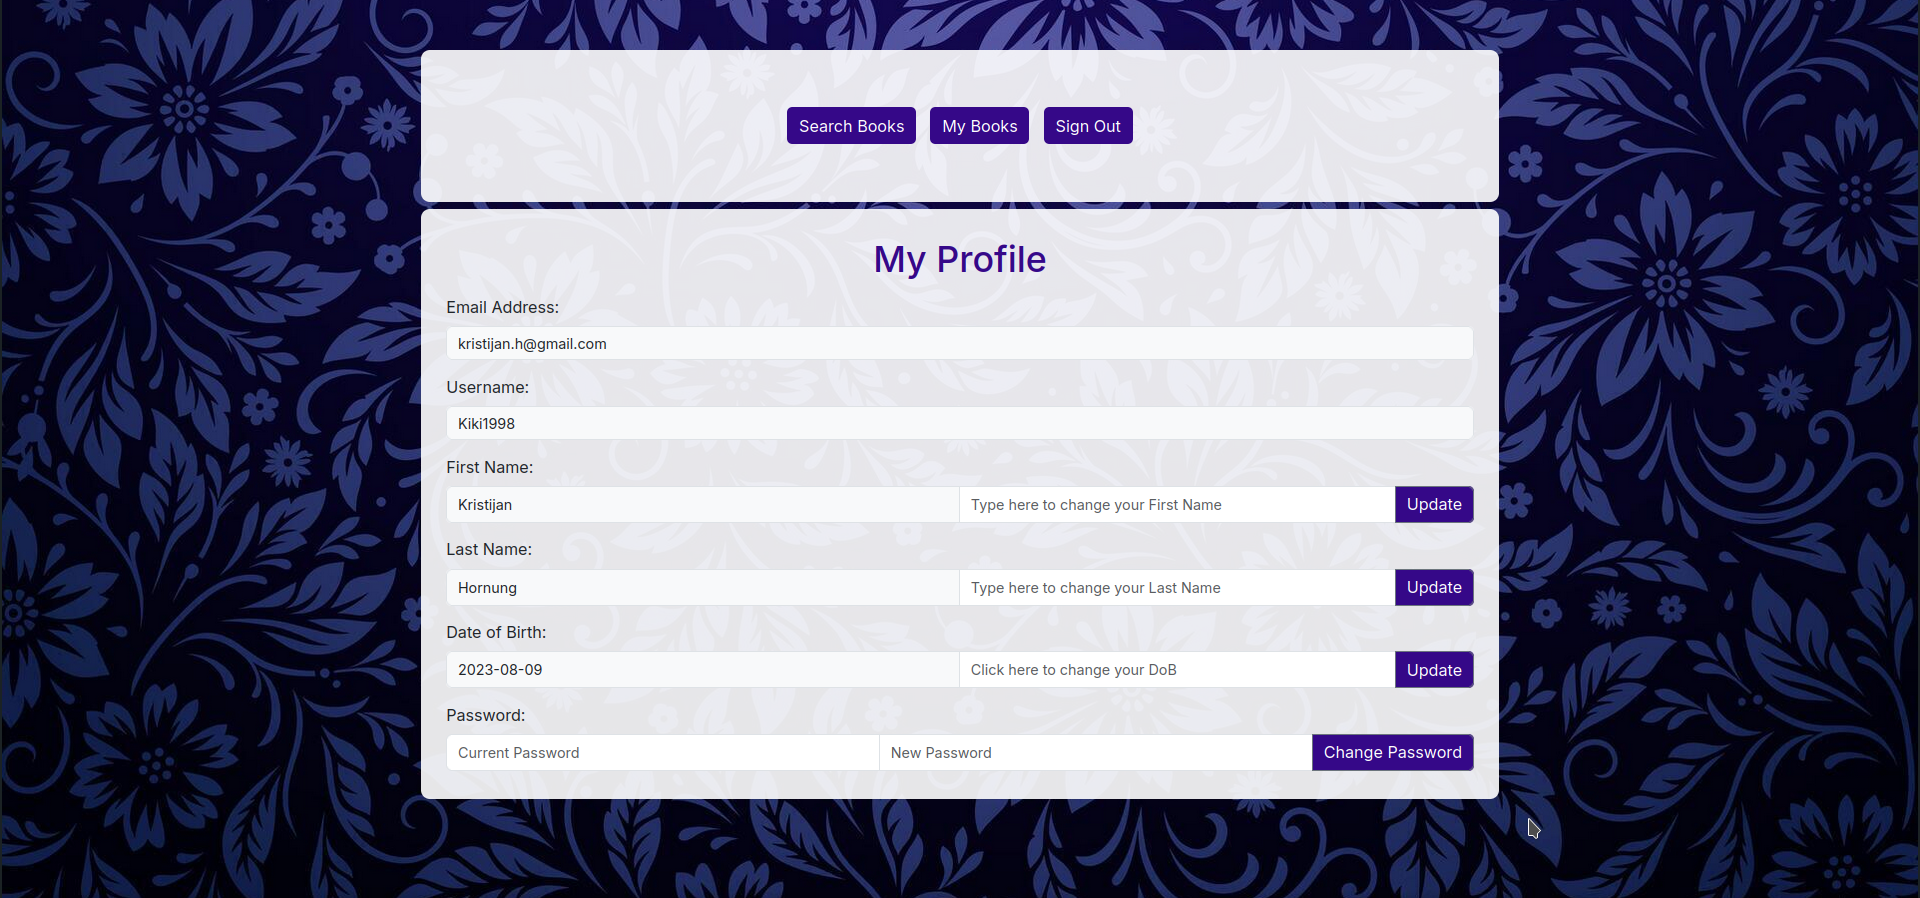 Search Books My Books Sign Out
My Profile
Email Address:
kristijan.h@gmail.com
Username:
Kiki1998
First Name:
Kristijan Type here to change your First Name Update
Last Name:
Hornung Type here to change your Last Name Update
Date of Birth:
2023-08-09 Click here to change your DoB Update
Password:
Current Password New Password Change Password